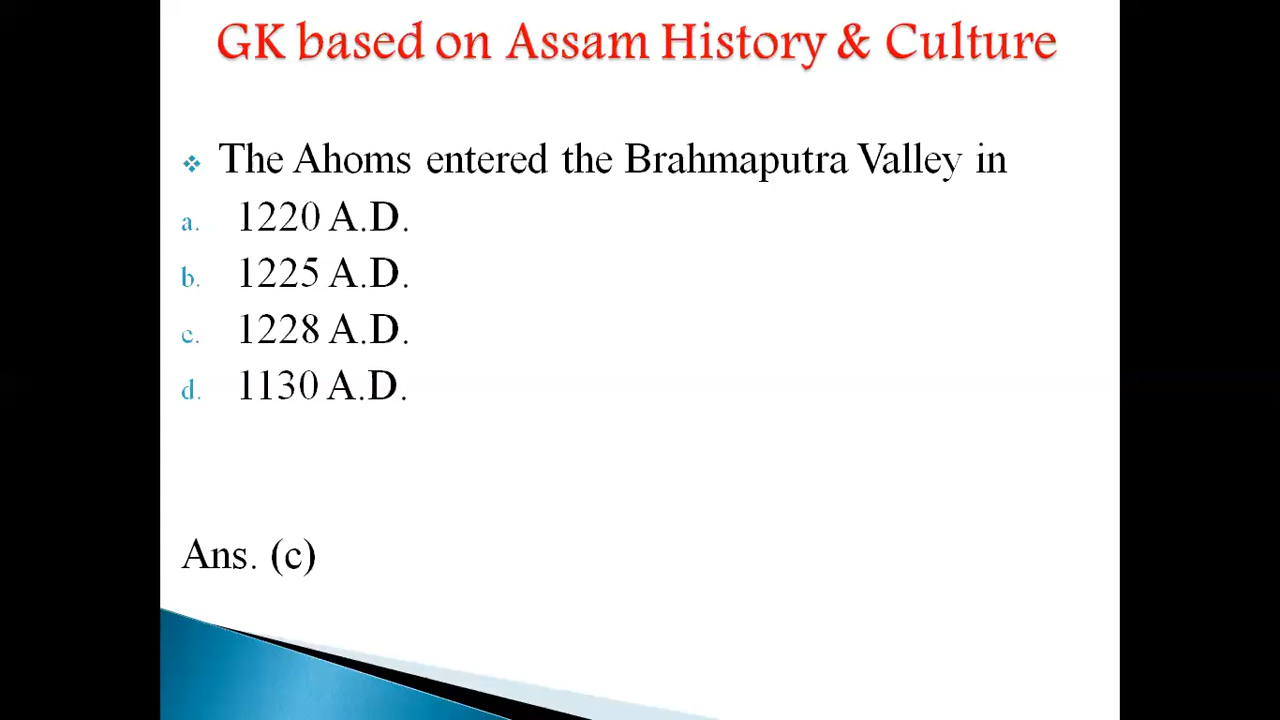 GK based on Assam History & Culture
❖ The Ahoms entered the Brahmaputra Valley in
a. 1220 A.D.
b. 1225 A.D.
c. 1228 A.D.
d. 1130 A.D.
Ans. (c)